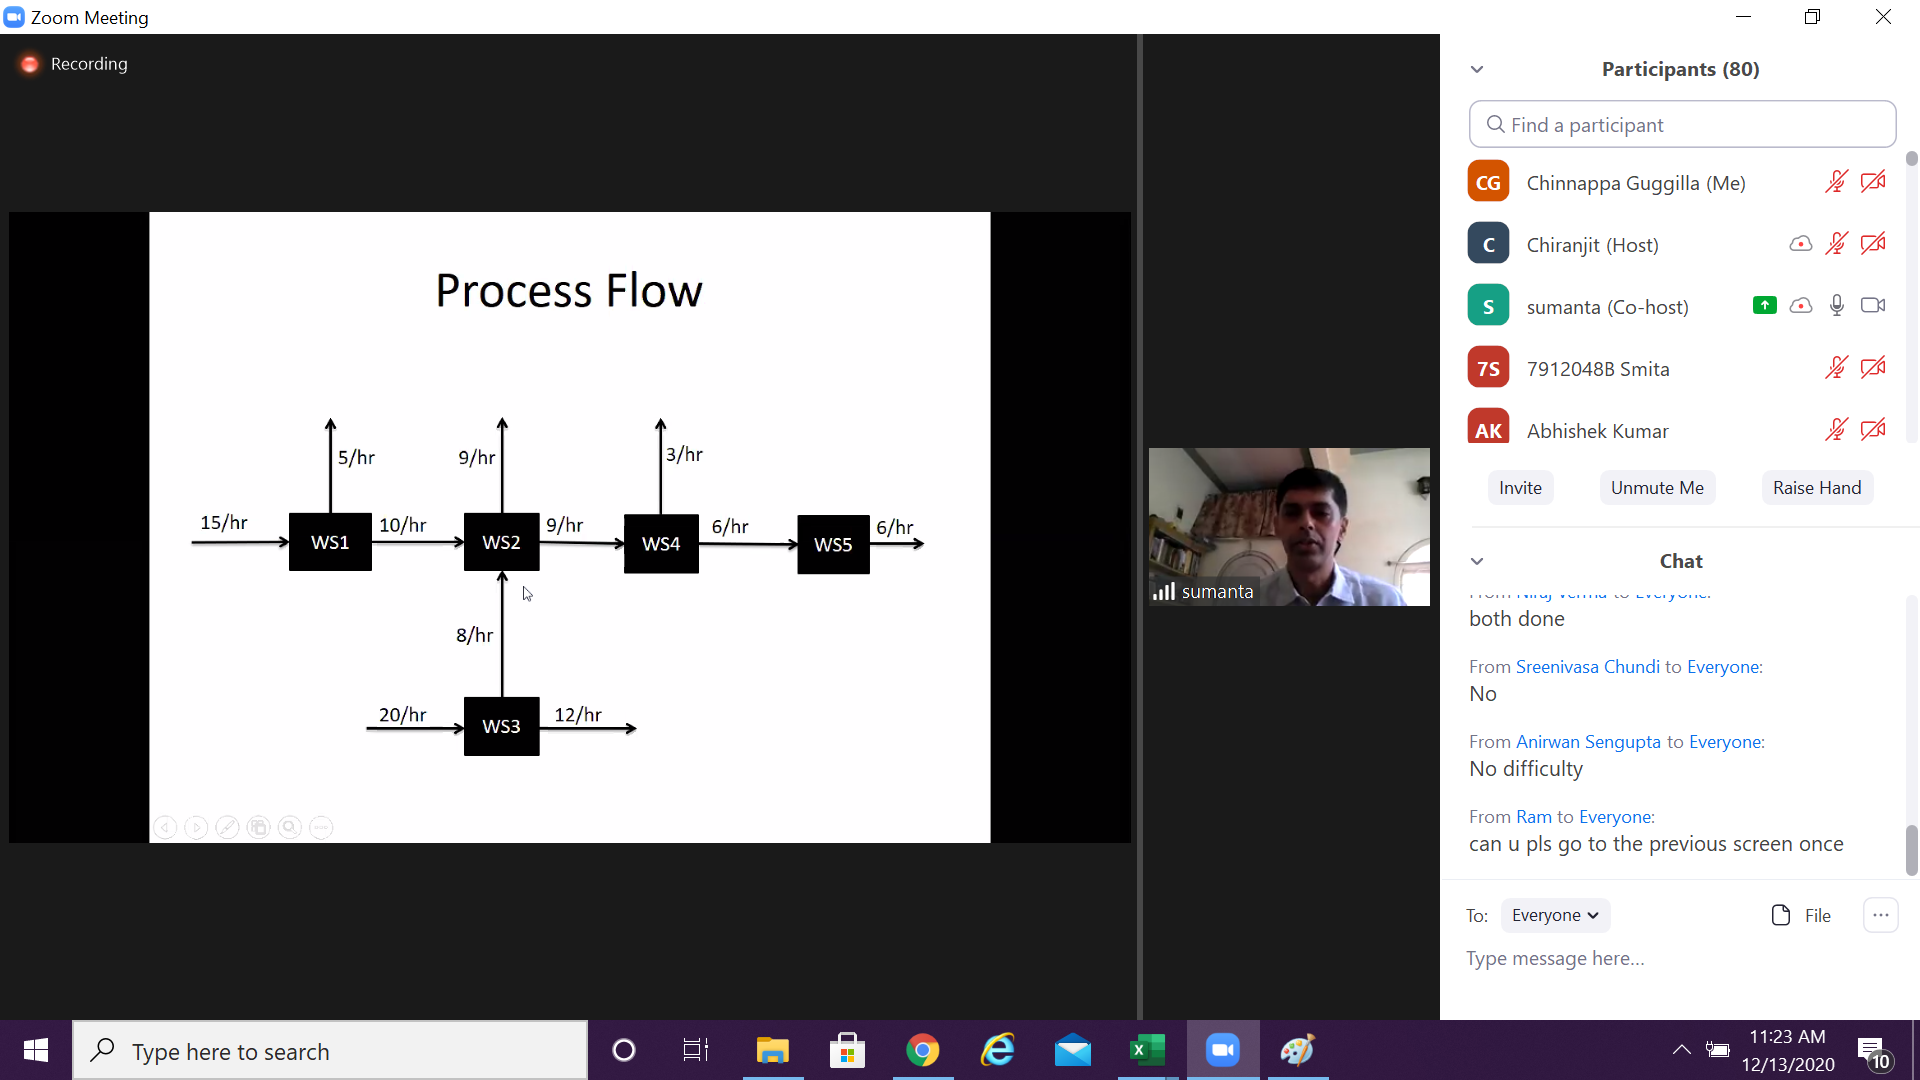 Zoom Meeting
Recording
Process Flow
5/hr
9/hr
3/hr
15/hr
WS1
10/hr
WS2
9/hr
WS4
6/hr
WS5
6/hr
8/hr
20/hr
WS3
12/hr
sumanta
Participants (80)
Find a participant
CG Chinnappa Guggilla (Me)
C Chiranjit (Host)
S sumanta (Co-host)
7S 7912048B Smita
AK Abhishek Kumar
Invite Unmute Me Raise Hand
Chat
From Niraj Verma to Everyone:
both done
From Sreenivasa Chundi to Everyone:
No
From Anirwan Sengupta to Everyone:
No difficulty
From Ram to Everyone:
can u pls go to the previous screen once
To: Everyone File
Type message here...
Type here to search
11:23 AM
12/13/2020
10